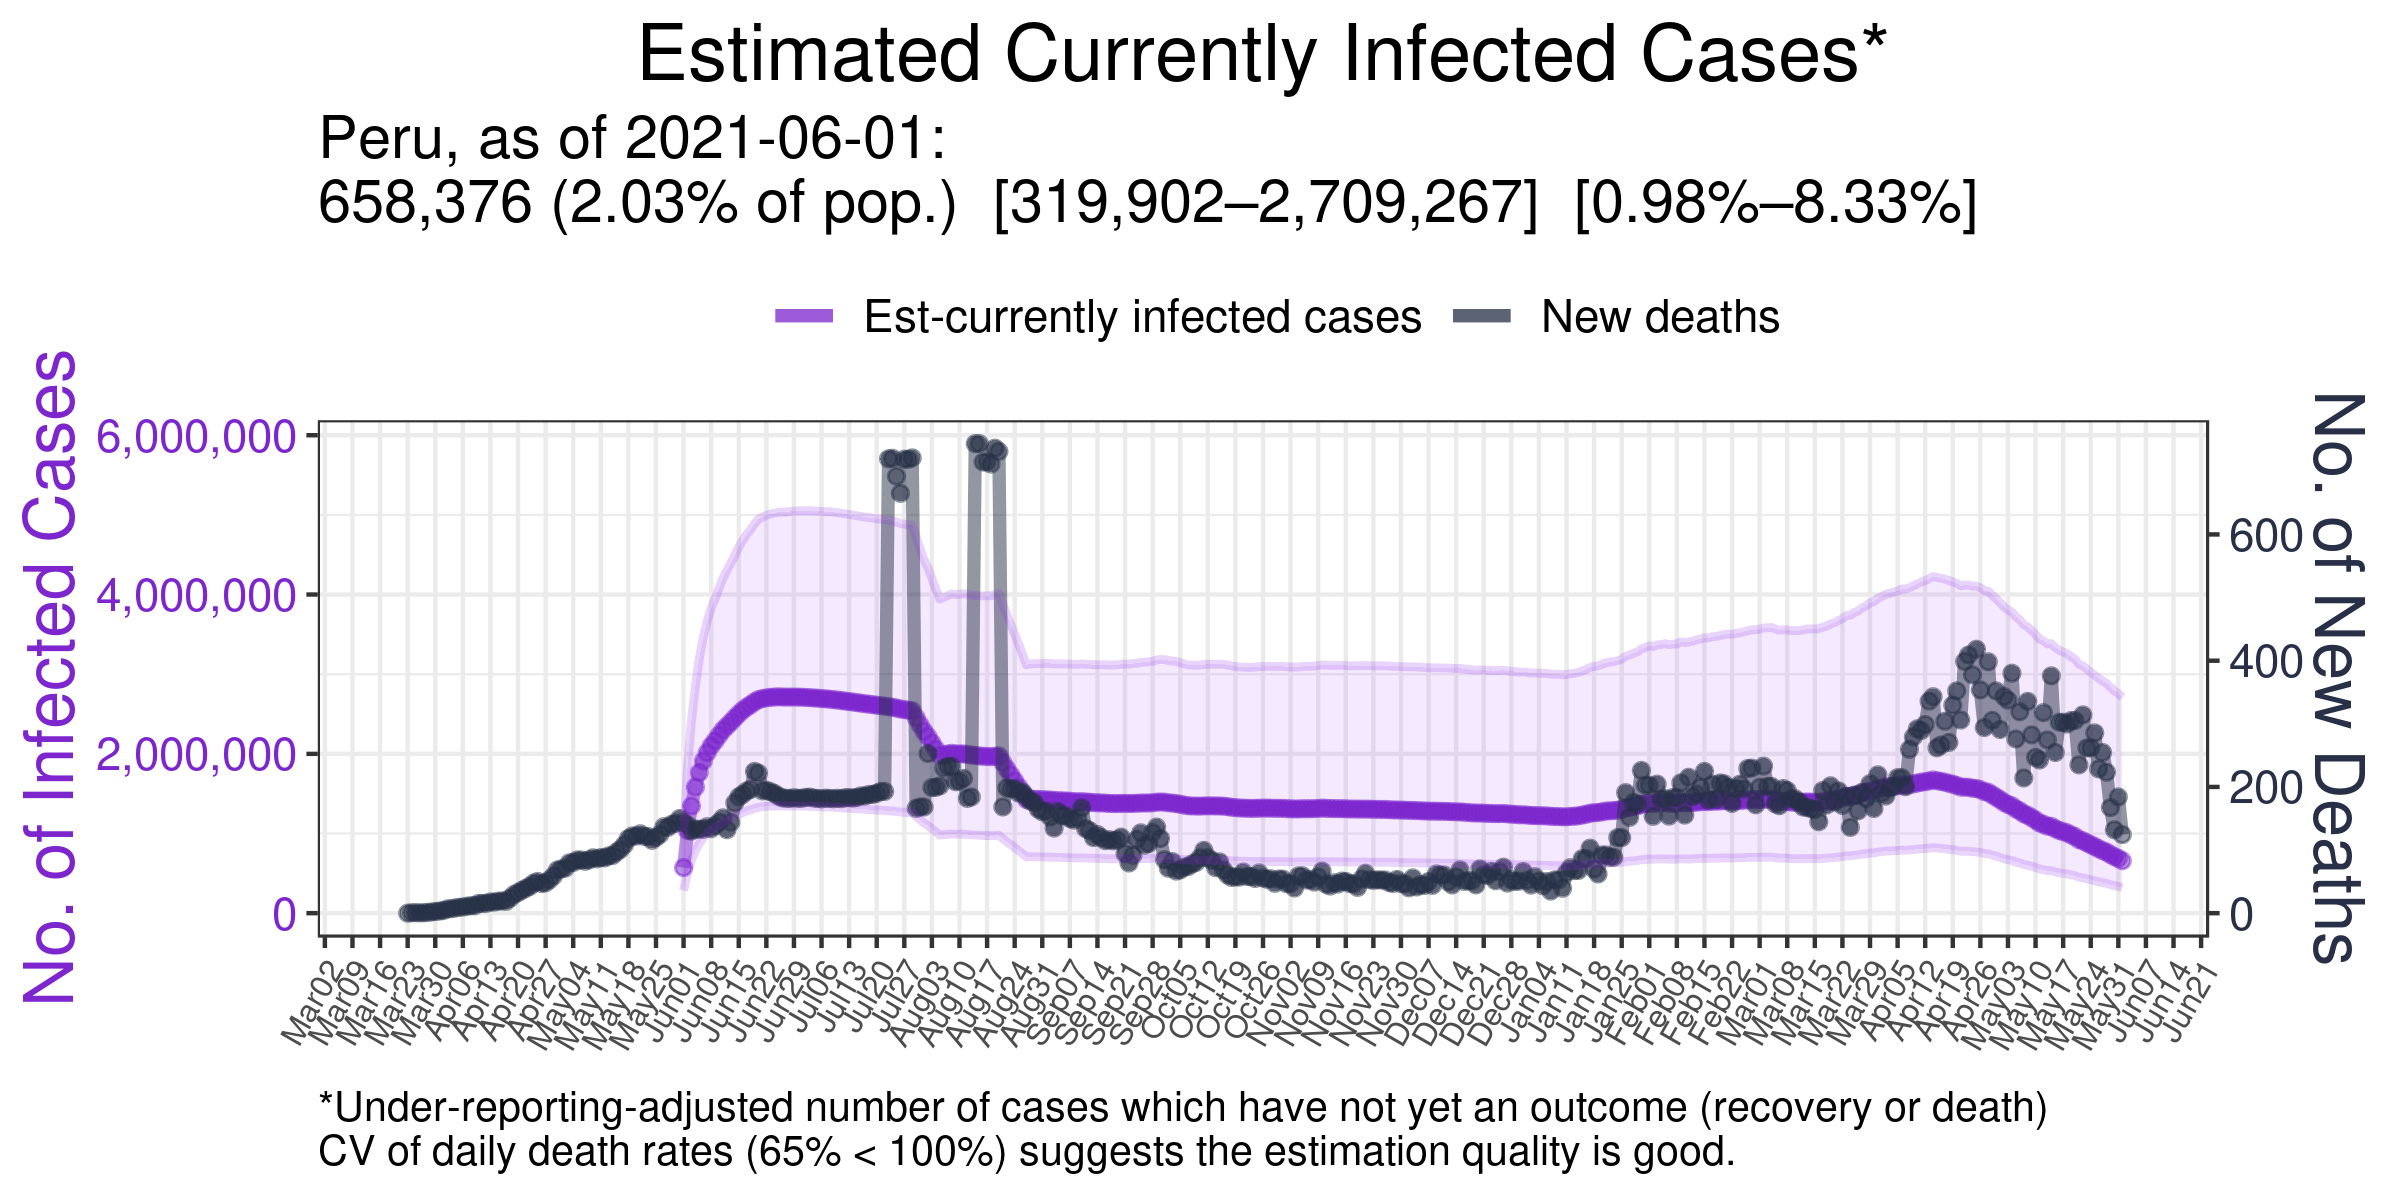 Estimated Currently Infected Cases*
Peru, as of 2021-06-01:
658,376 (2.03% of pop.) [319,902–2,709,267] [0.98%–8.33%]
Est-currently infected cases New deaths
No. of Infected Cases
6,000,000
4,000,000
2,000,000
0
600
400
200
0
No. of New Deaths
Mar02 Mar09 Mar16 Mar23 Mar30 Apr06 Apr13 Apr20 Apr27 May04 May11 May18 May25 Jun01 Jun08 Jun15 Jun22 Jun29 Jul06 Jul13 Jul20 Jul27 Aug03 Aug10 Aug17 Aug24 Aug31 Sep07 Sep14 Sep21 Sep28 Oct05 Oct12 Oct19 Oct26 Nov02 Nov09 Nov16 Nov23 Nov30 Dec07 Dec14 Dec21 Dec28 Jan04 Jan11 Jan18 Jan25 Feb01 Feb08 Feb15 Feb22 Mar01 Mar08 Mar15 Mar22 Mar29 Apr05 Apr12 Apr19 Apr26 May03 May10 May17 May24 May31 Jun07 Jun14 Jun21
*Under-reporting-adjusted number of cases which have not yet an outcome (recovery or death)
CV of daily death rates (65% < 100%) suggests the estimation quality is good.